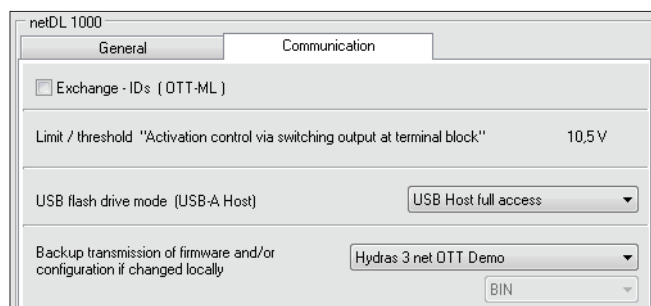 netDL 1000
General
Communication
Exchange - IDs ( OTT-ML )
Limit / threshold "Activation control via switching output at terminal block" 10,5 V
USB flash drive mode (USB-A Host) USB Host full access
Backup transmission of firmware and/or
configuration if changed locally
Hydras 3 net OTT Demo
BIN